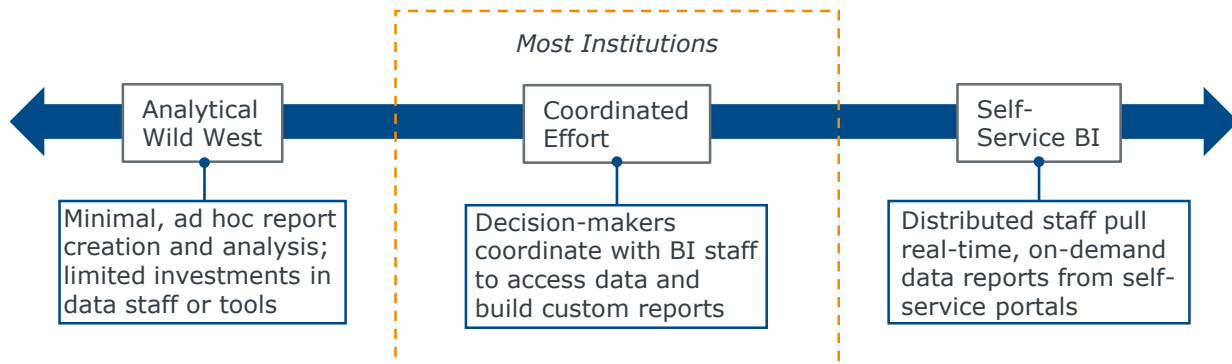 Most Institutions
Analytical
Wild West
Coordinated
Effort
Self-
Service BI
Minimal, ad hoc report
creation and analysis;
limited investments in
data staff or tools
Decision-makers
coordinate with BI staff
to access data and
build custom reports
Distributed staff pull
real-time, on-demand
data reports from self-
service portals